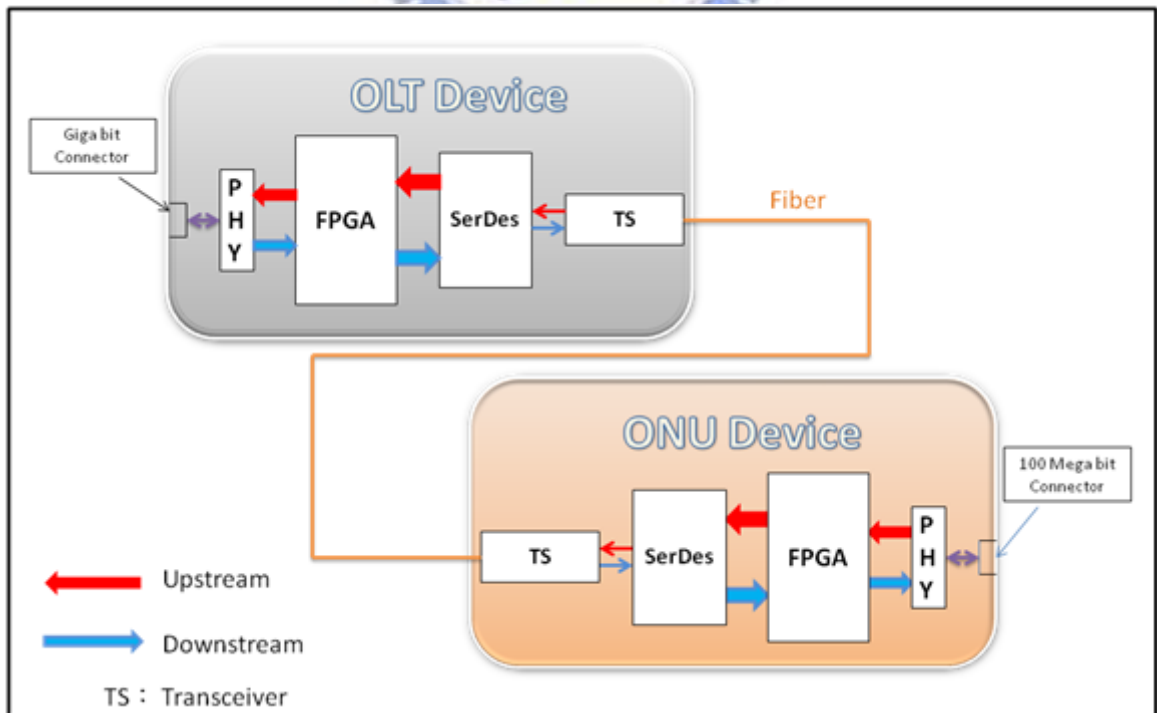 OLT Device
Giga bit
Connector
P
H
Y
FPGA
SerDes
TS
Fiber
ONU Device
100 Mega bit
Connector
TS
SerDes
FPGA
P
H
Y
Upstream
Downstream
TS : Transceiver